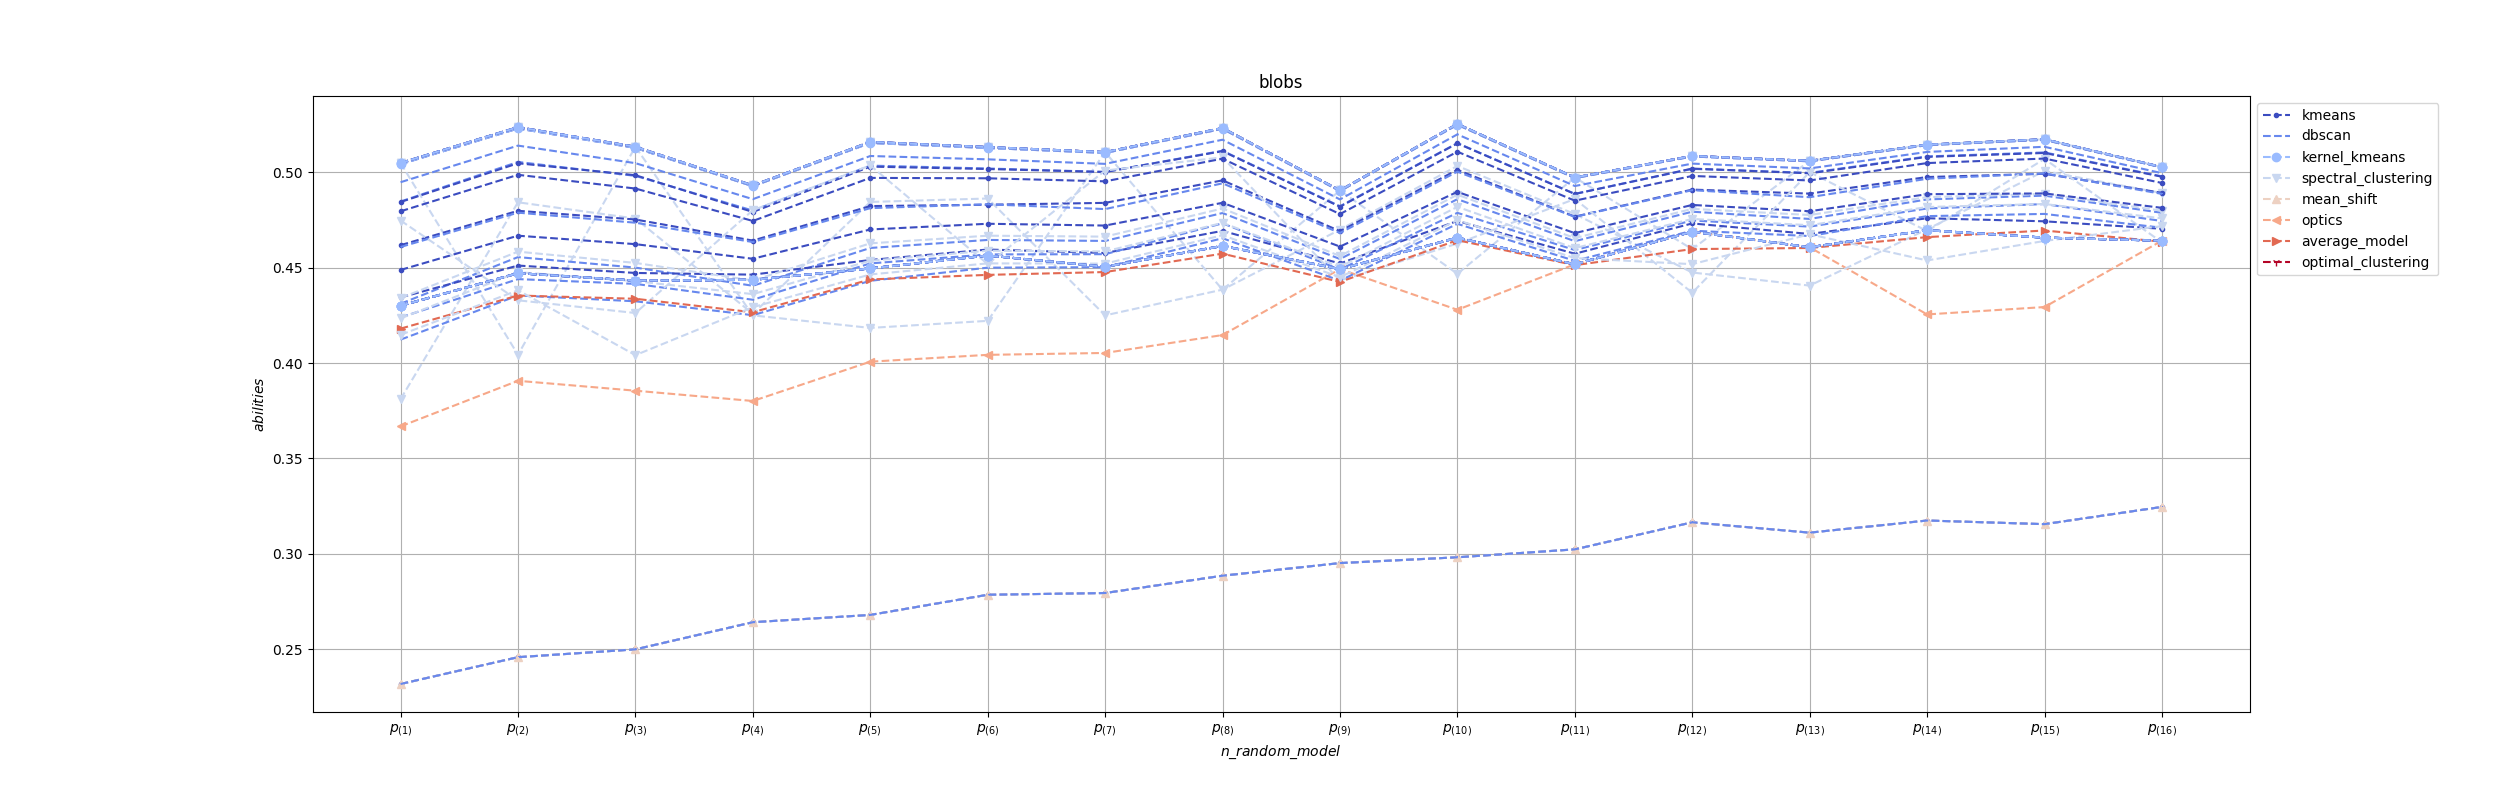 blobs
0.50
0.45
0.40
0.35
0.30
0.25
abilities
p(1) p(2) p(3) p(4) p(5) p(6) p(7) p(8) p(9) p(10) p(11) p(12) p(13) p(14) p(15) p(16)
n_random_model
kmeans
dbscan
kernel_kmeans
spectral_clustering
mean_shift
optics
average_model
optimal_clustering